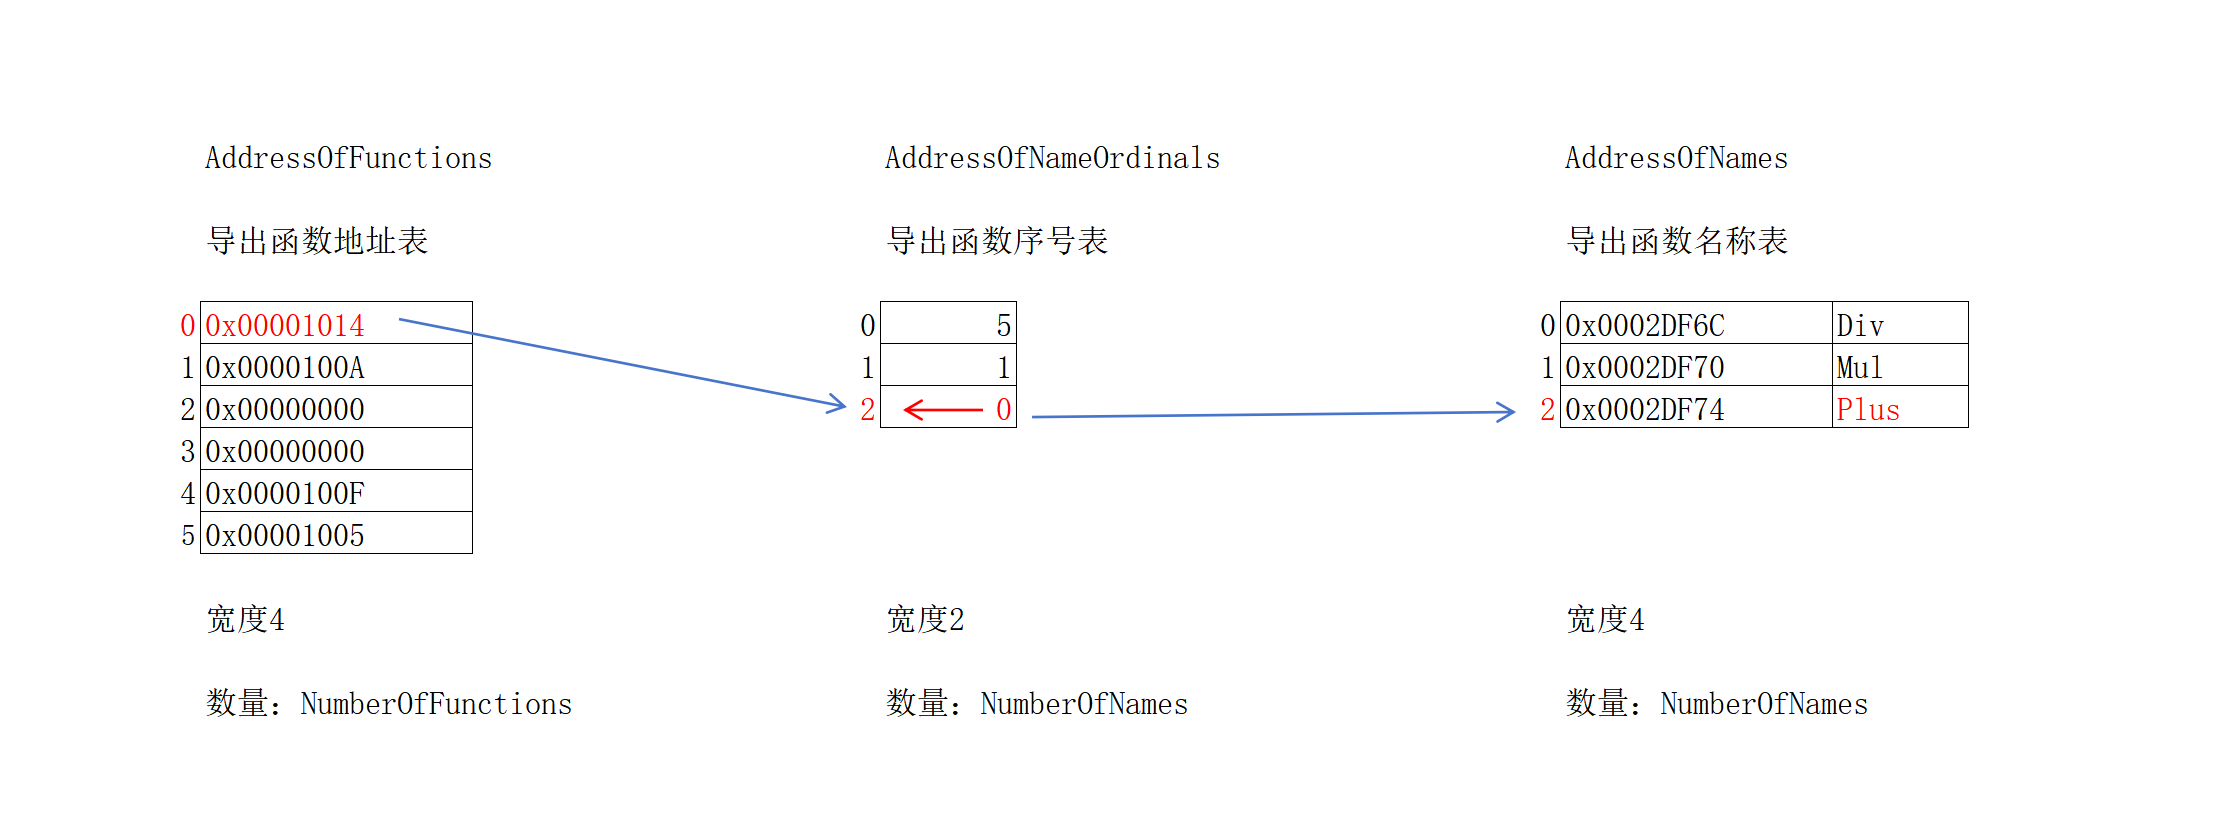 AddressOfFunctions
导出函数地址表
0 0x00001014
1 0x0000100A
2 0x00000000
3 0x00000000
4 0x0000100F
5 0x00001005
宽度4
数量：NumberOfFunctions
AddressOfNameOrdinals
导出函数序号表
0 5
1 1
2 0
宽度2
数量：NumberOfNames
AddressOfNames
导出函数名称表
0 0x0002DF6C Div
1 0x0002DF70 Mul
2 0x0002DF74 Plus
宽度4
数量：NumberOfNames